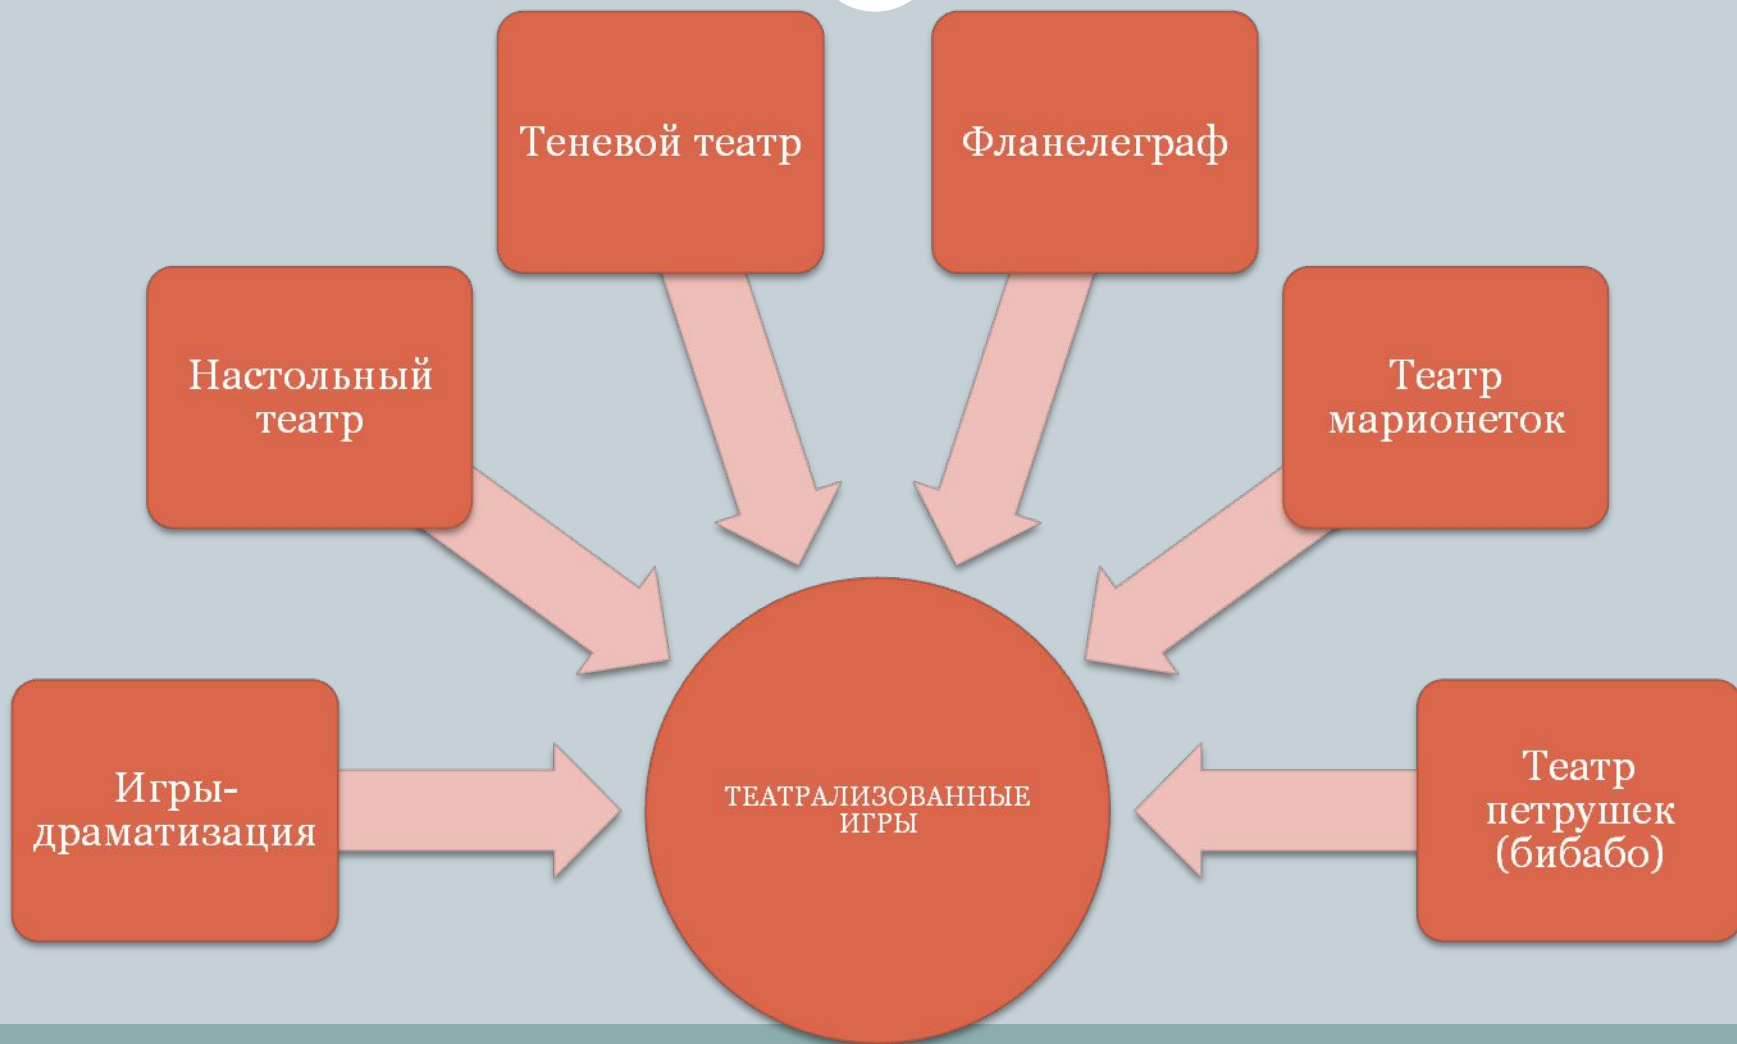 Теневой театр
Фланелеграф
Настольный
театр
Театр
марионеток
Игры-
драматизация
ТЕАТРАЛИЗОВАННЫЕ
ИГРЫ
Театр
петрушек
(бибабо)